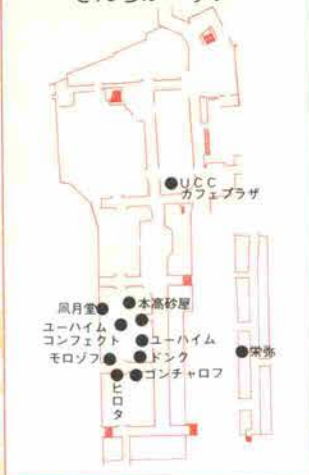 UCC
カフェプラザ
風月堂
本高砂屋
ユーハイム
コンフェクト
ユーハイム
モロゾフ
ドンク
ゴンチャロフ
ヒロタ
栄弥